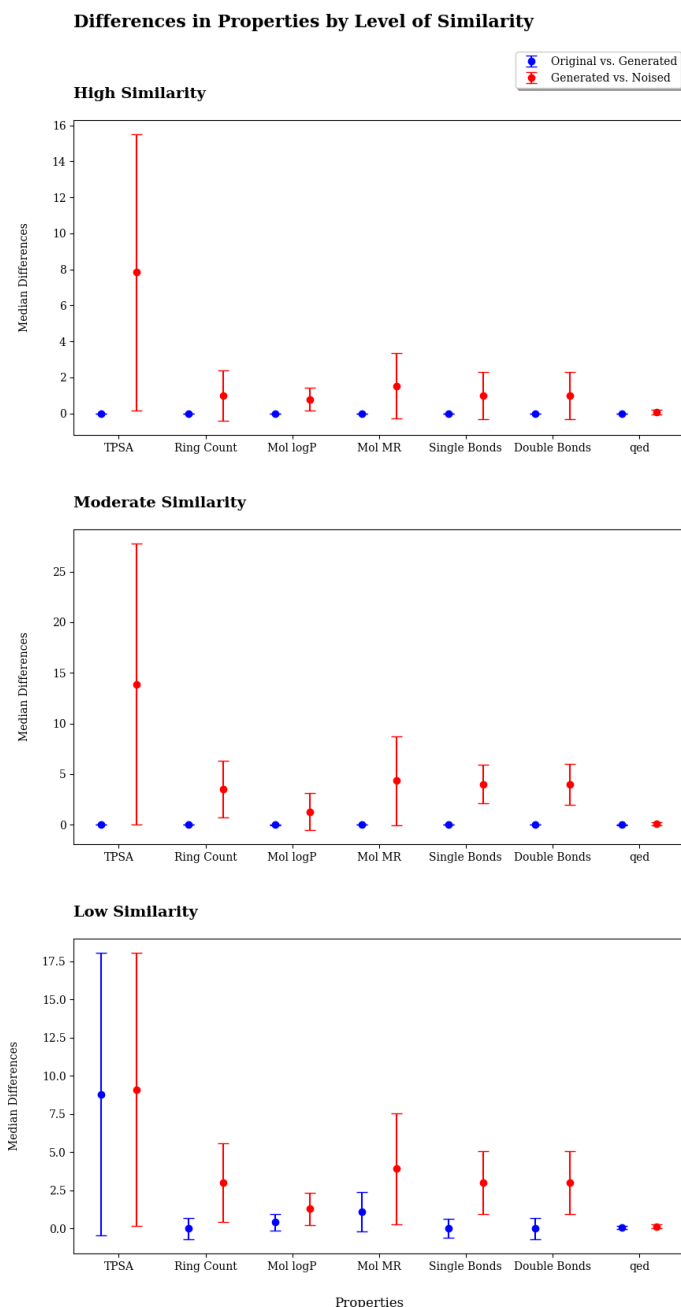 Differences in Properties by Level of Similarity
Original vs. Generated
Generated vs. Noised
High Similarity
16
14
12
10
8
6
4
2
0
Median Differences
TPSA Ring Count Mol logP Mol MR Single Bonds Double Bonds qed
Moderate Similarity
25
20
15
10
5
0
Median Differences
TPSA Ring Count Mol logP Mol MR Single Bonds Double Bonds qed
Low Similarity
17.5
15.0
12.5
10.0
7.5
5.0
2.5
0.0
Median Differences
TPSA Ring Count Mol logP Mol MR Single Bonds Double Bonds qed
Properties